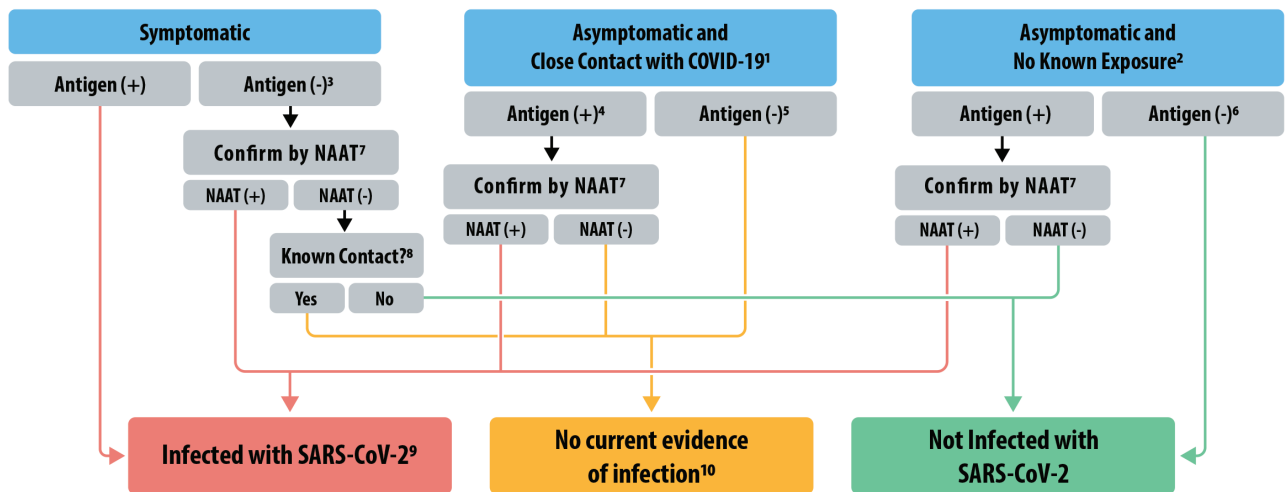 Symptomatic
Antigen (+)
Antigen (-)³
Confirm by NAAT⁷
NAAT (+)
NAAT (-)
Known Contact?⁸
Yes
No
Asymptomatic and
Close Contact with COVID-19¹
Antigen (+)⁴
Antigen (-)⁵
Confirm by NAAT⁷
NAAT (+)
NAAT (-)
Asymptomatic and
No Known Exposure²
Antigen (+)
Antigen (-)⁶
Confirm by NAAT⁷
NAAT (+)
NAAT (-)
Infected with SARS-CoV-2⁹
No current evidence
of infection¹⁰
Not Infected with
SARS-CoV-2